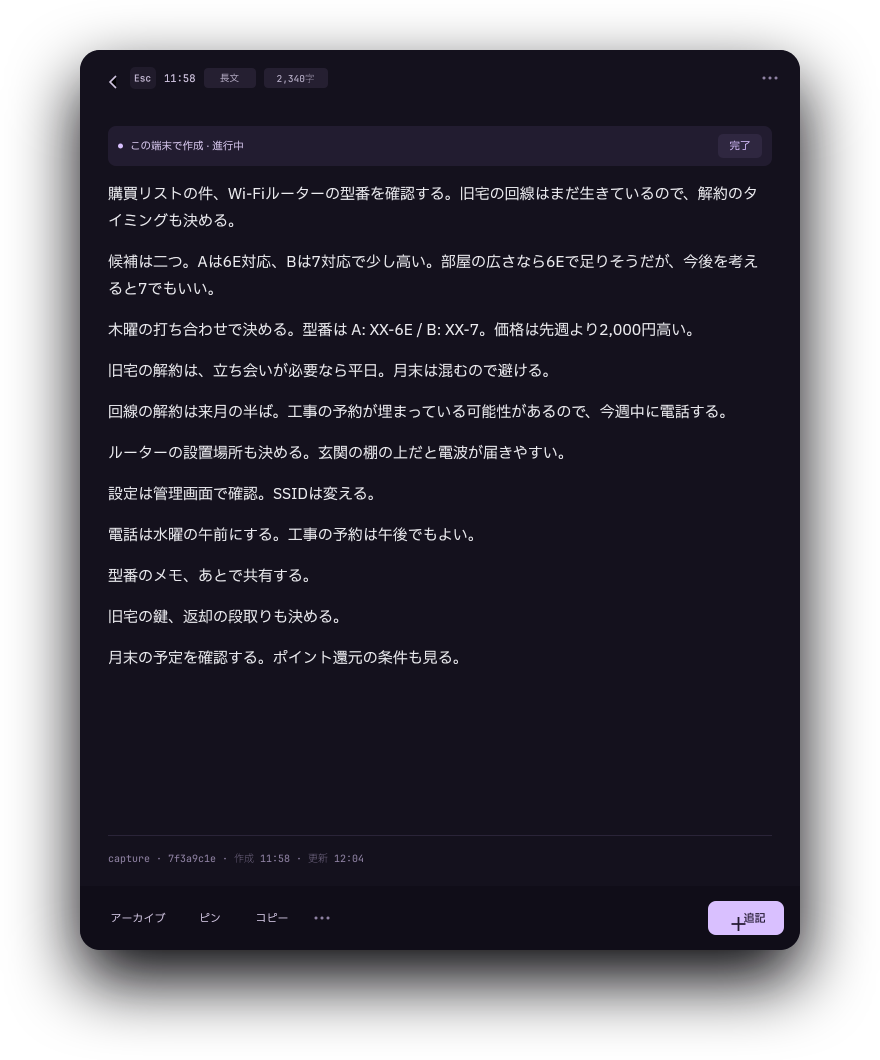 Esc 11:58 長文 2,340字
この端末で作成 · 進行中 完了
購買リストの件、Wi-Fiルーターの型番を確認する。旧宅の回線はまだ生きているので、解約のタ
イミングも決める。
候補は二つ。Aは6E対応、Bは7対応で少し高い。部屋の広さなら6Eで足りそうだが、今後を考え
ると7でもいい。
木曜の打ち合わせで決める。型番は A: XX-6E / B: XX-7。価格は先週より2,000円高い。
旧宅の解約は、立ち会いが必要なら平日。月末は混むので避ける。
回線の解約は来月の半ば。工事の予約が埋まっている可能性があるので、今週中に電話する。
ルーターの設置場所も決める。玄関の棚の上だと電波が届きやすい。
設定は管理画面で確認。SSIDは変える。
電話は水曜の午前にする。工事の予約は午後でもよい。
型番のメモ、あとで共有する。
旧宅の鍵、返却の段取りも決める。
月末の予定を確認する。ポイント還元の条件も見る。
capture · 7f3a9c1e · 作成 11:58 · 更新 12:04
アーカイブ ピン コピー 追記